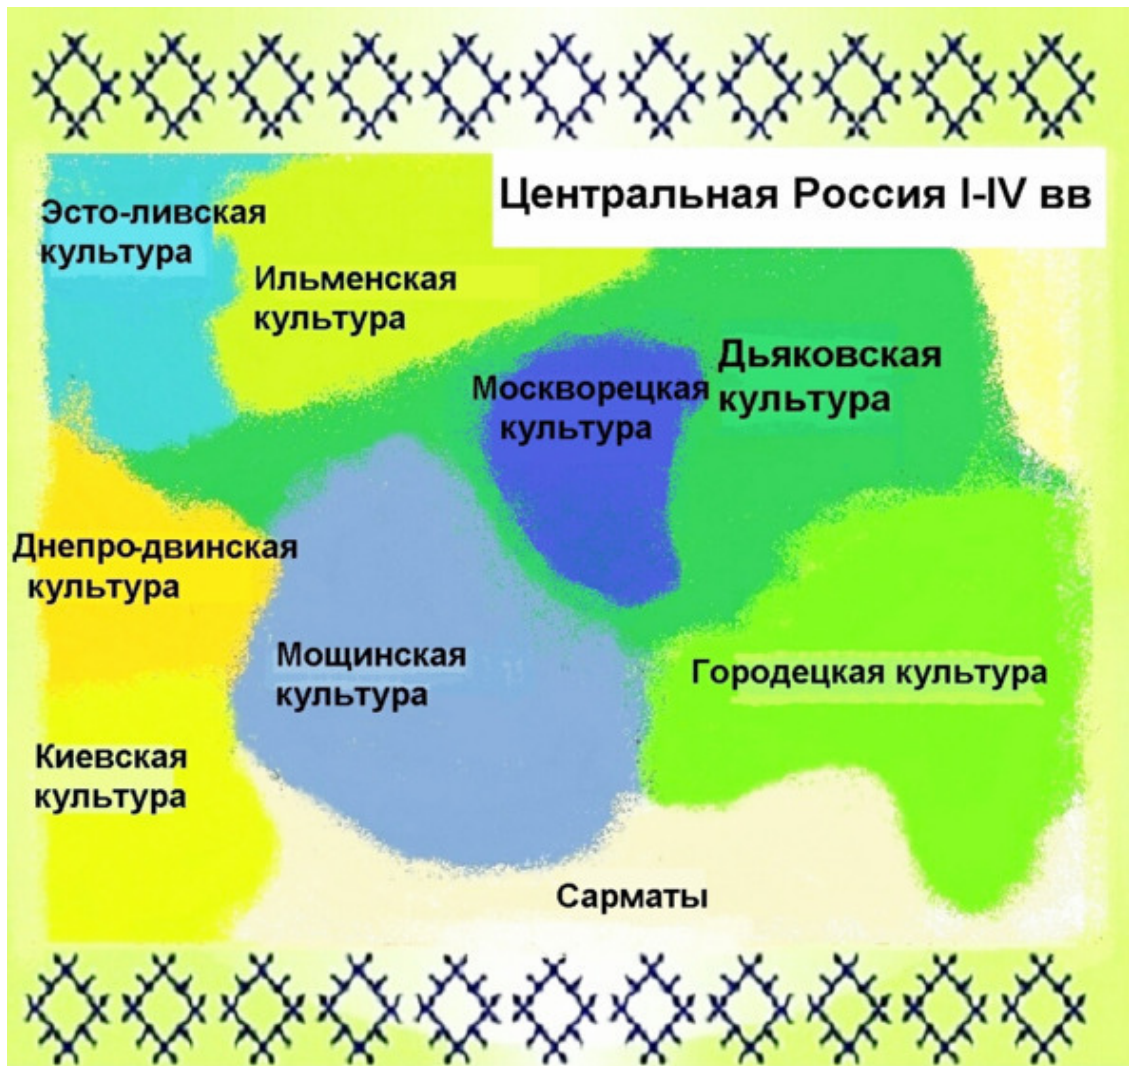 Центральная Россия I-IV вв
Эсто-ливская
культура
Ильменская
культура
Дьяковская
культура
Москворецкая
культура
Днепро-двинская
культура
Мощинская
культура
Городецкая культура
Киевская
культура
Сарматы